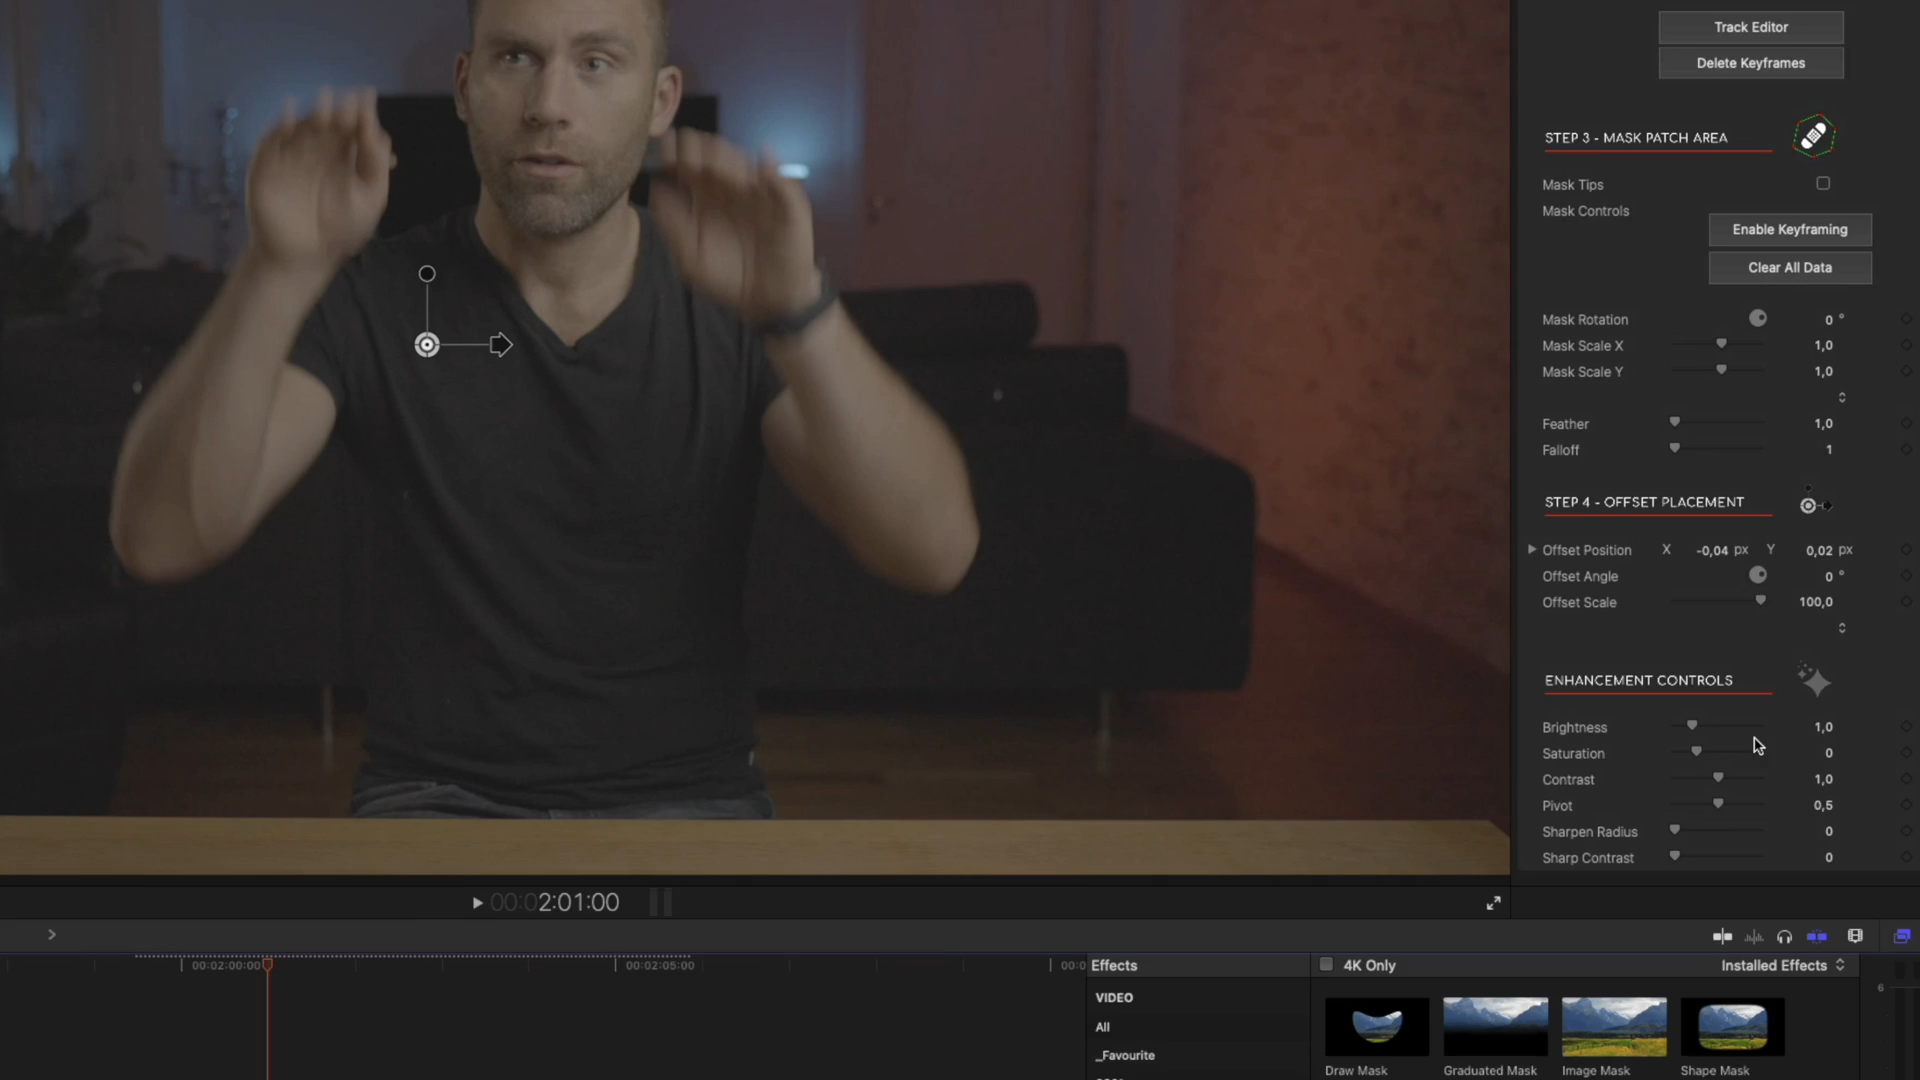 Track Editor
Delete Keyframes
STEP 3 - MASK PATCH AREA
Mask Tips
Mask Controls
Enable Keyframing
Clear All Data
Mask Rotation 0 °
Mask Scale X 1,0
Mask Scale Y 1,0
Feather 1,0
Falloff 1
STEP 4 - OFFSET PLACEMENT
Offset Position X -0,04 px Y 0,02 px
Offset Angle 0 °
Offset Scale 100,0
ENHANCEMENT CONTROLS
Brightness 1,0
Saturation 0
Contrast 1,0
Pivot 0,5
Sharpen Radius 0
Sharp Contrast 0
00:02:01:00
00:02:00:00 00:02:05:00 00:0
Effects 4K Only Installed Effects
6
VIDEO
All
_Favourite
Draw Mask Graduated Mask Image Mask Shape Mask